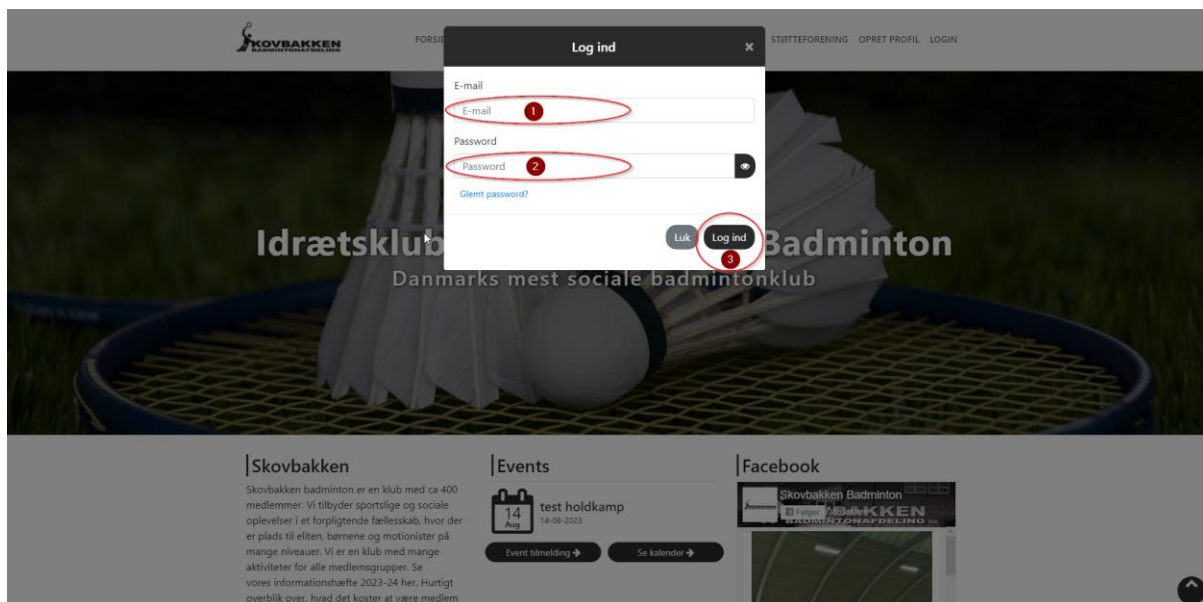 SKOVBAKKEN
BADMINTONAFDELING
Log ind
×
STØTTEFORENING OPRET PROFIL LOGIN
E-mail
E-mail
1
Password
Password
2
Glemt password?
Luk
Log ind
3
Badminton
Danmarks mest sociale badmintonklub
Skovbakken
Skovbakken badminton er en klub med ca 400
medlemmer. Vi tilbyder sportslige og sociale
oplevelser i et forpligtende fællesskab, hvor der
er plads til eliten, børnene og motionister på
mange niveauer. Vi er en klub med mange
aktiviteter for alle medlemsgrupper. Se
vores informationshæfte 2023-24 her. Hurtigt
overblik over, hvad det koster at være medlem
Events
14
Aug
test holdkamp
14-08-2023
Event tilmelding
Se kalender
Facebook
Skovbakken Badminton
Følger
BADMINTONAFDELING